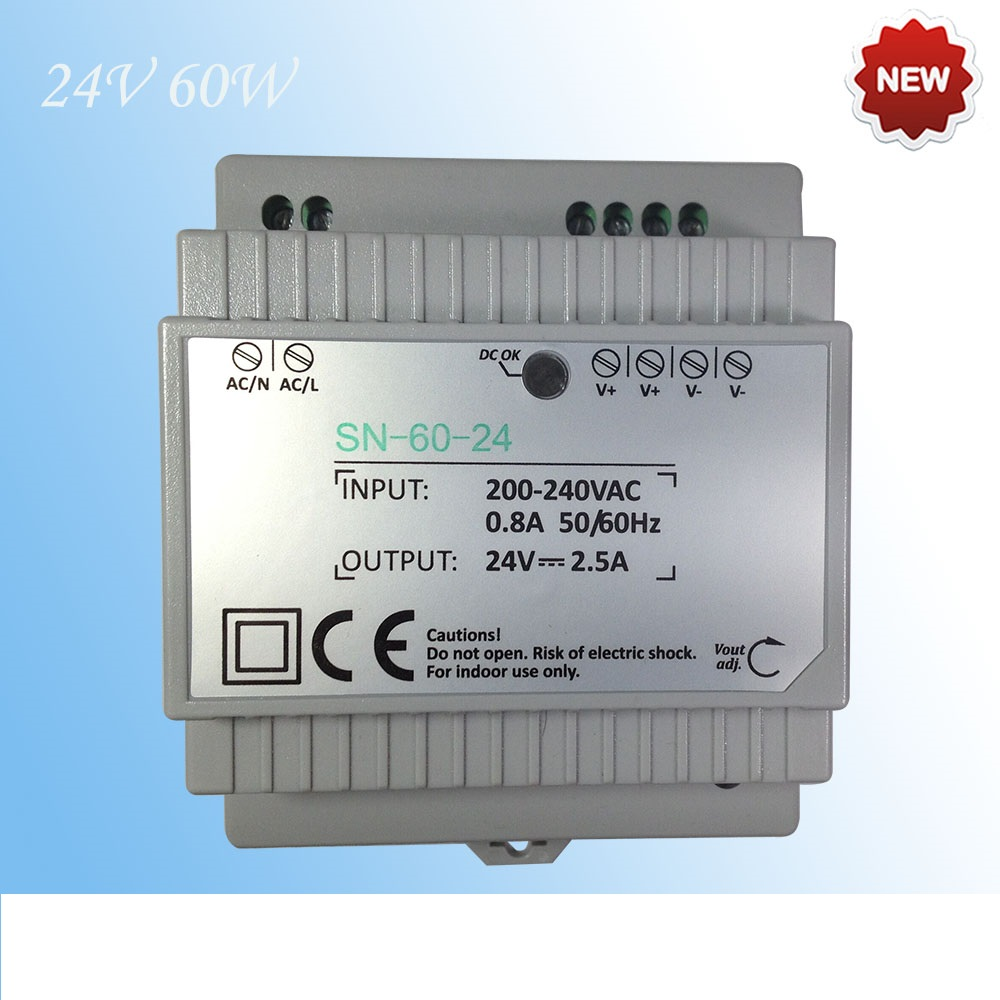 24V 60W
NEW
AC/N AC/L
DC OK
V+ V+ V- V-
SN-60-24
INPUT: 200-240VAC
0.8A 50/60Hz
OUTPUT: 24V⎓2.5A
CE
Cautions!
Do not open. Risk of electric shock.
For indoor use only.
Vout
adj.